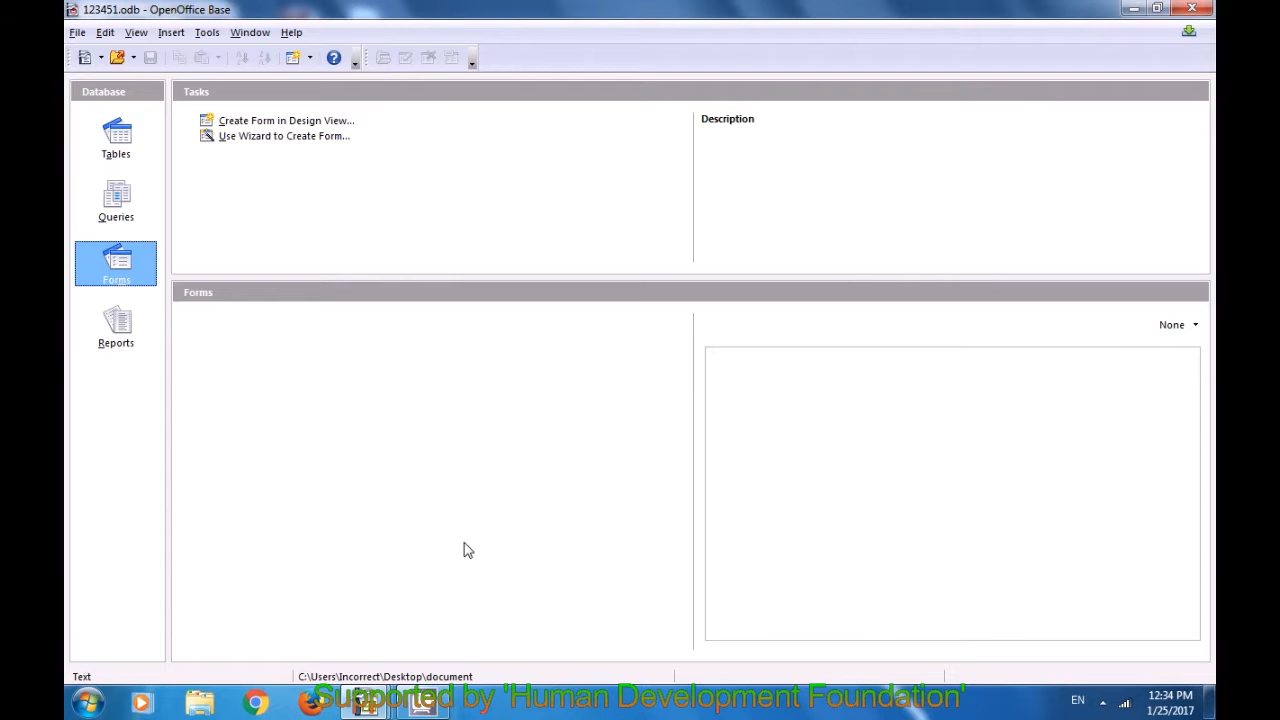 123451.odb - OpenOffice Base
File Edit View Insert Tools Window Help
Database
Tasks
Create Form in Design View...
Use Wizard to Create Form...
Description
Tables
Queries
Forms
Reports
Forms
None
Text
C:\Users\Incorrect\Desktop\document
Supported by 'Human Development Foundation'
EN
12:34 PM
1/25/2017